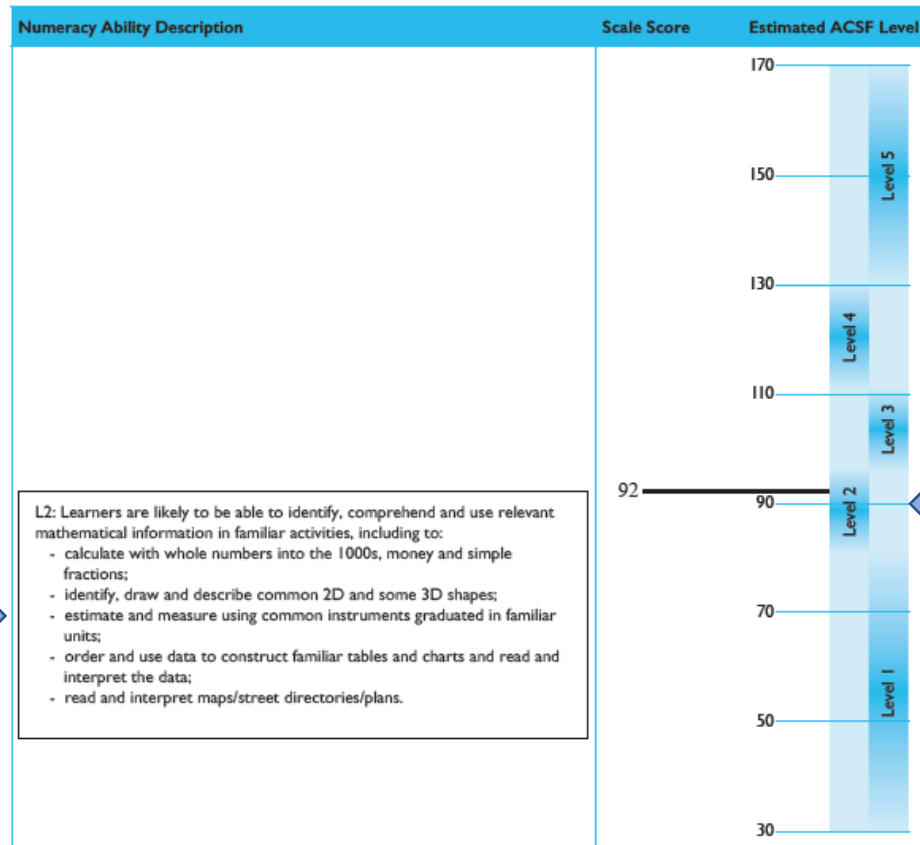 Numeracy Ability Description
Scale Score
Estimated ACSF Level
170
150
130
110
90
70
50
30
Level 5
Level 4
Level 3
Level 2
Level 1
92
L2: Learners are likely to be able to identify, comprehend and use relevant
mathematical information in familiar activities, including to:
- calculate with whole numbers into the 1000s, money and simple
fractions;
- identify, draw and describe common 2D and some 3D shapes;
- estimate and measure using common instruments graduated in familiar
units;
- order and use data to construct familiar tables and charts and read and
interpret the data;
- read and interpret maps/street directories/plans.